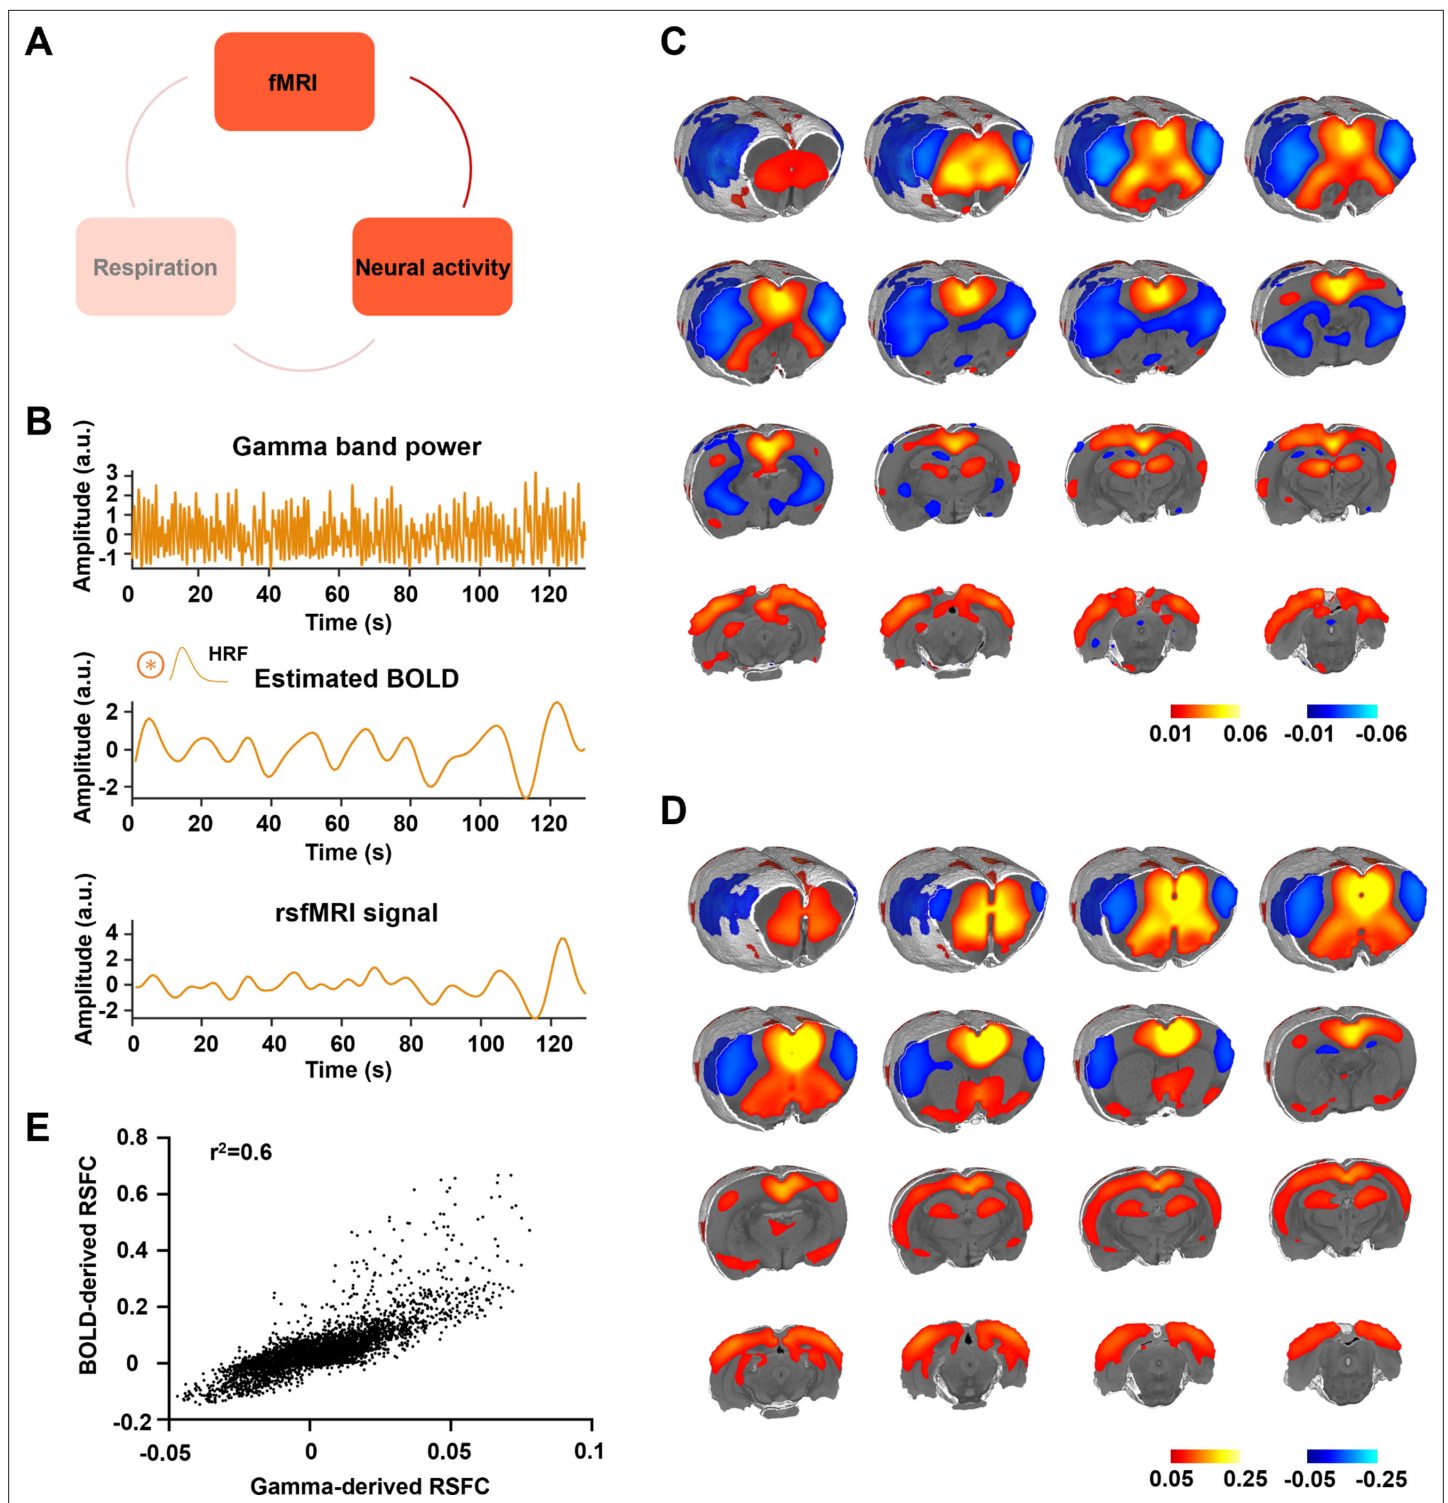 A
fMRI
Respiration
Neural activity
B
Gamma band power
Amplitude (a.u.)
3
2
1
0
-1
0 20 40 60 80 100 120
Time (s)
* HRF
Estimated BOLD
Amplitude (a.u.)
2
0
-2
0 20 40 60 80 100 120
Time (s)
rsfMRI signal
Amplitude (a.u.)
4
2
0
-2
0 20 40 60 80 100 120
Time (s)
C
0.01 0.06 -0.01 -0.06
D
0.05 0.25 -0.05 -0.25
E
r²=0.6
BOLD-derived RSFC
0.8
0.6
0.4
0.2
0
-0.2
-0.05 0 0.05 0.1
Gamma-derived RSFC